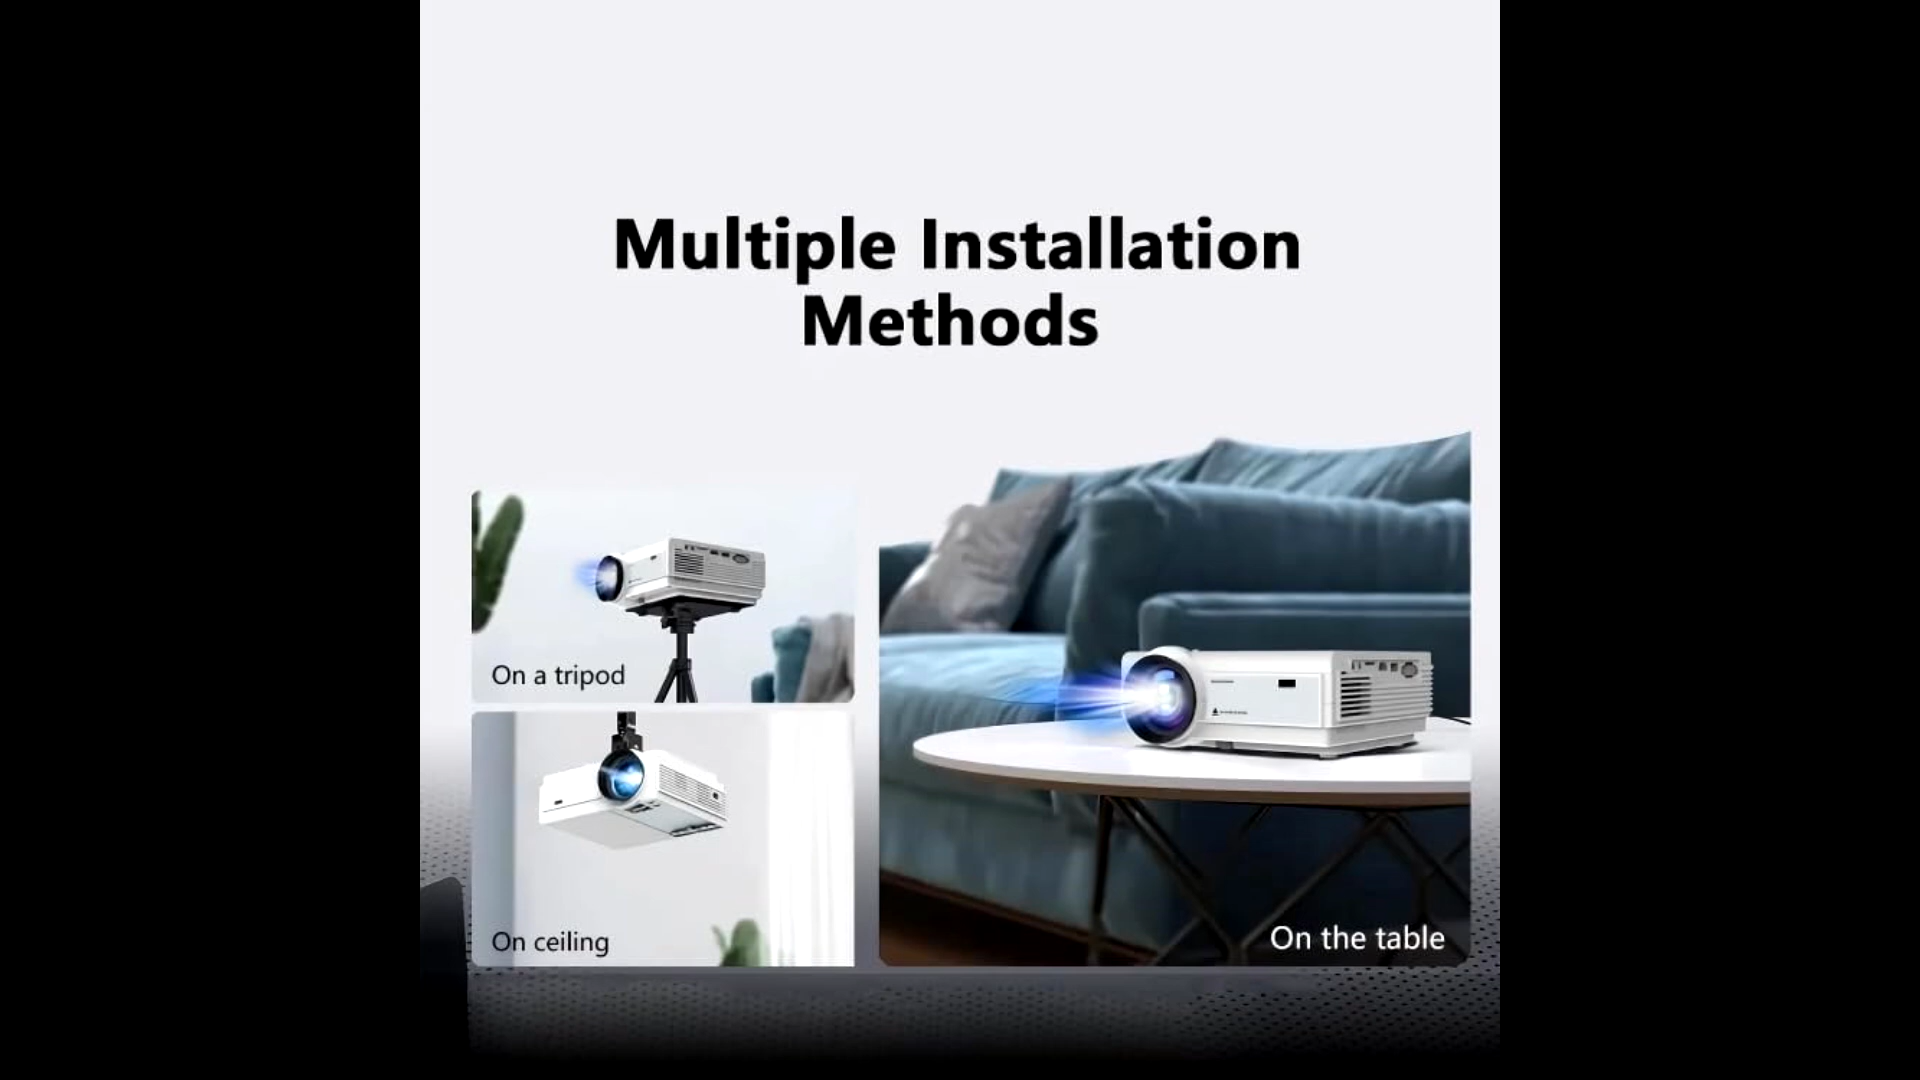 Multiple Installation
Methods
On a tripod
On ceiling
On the table